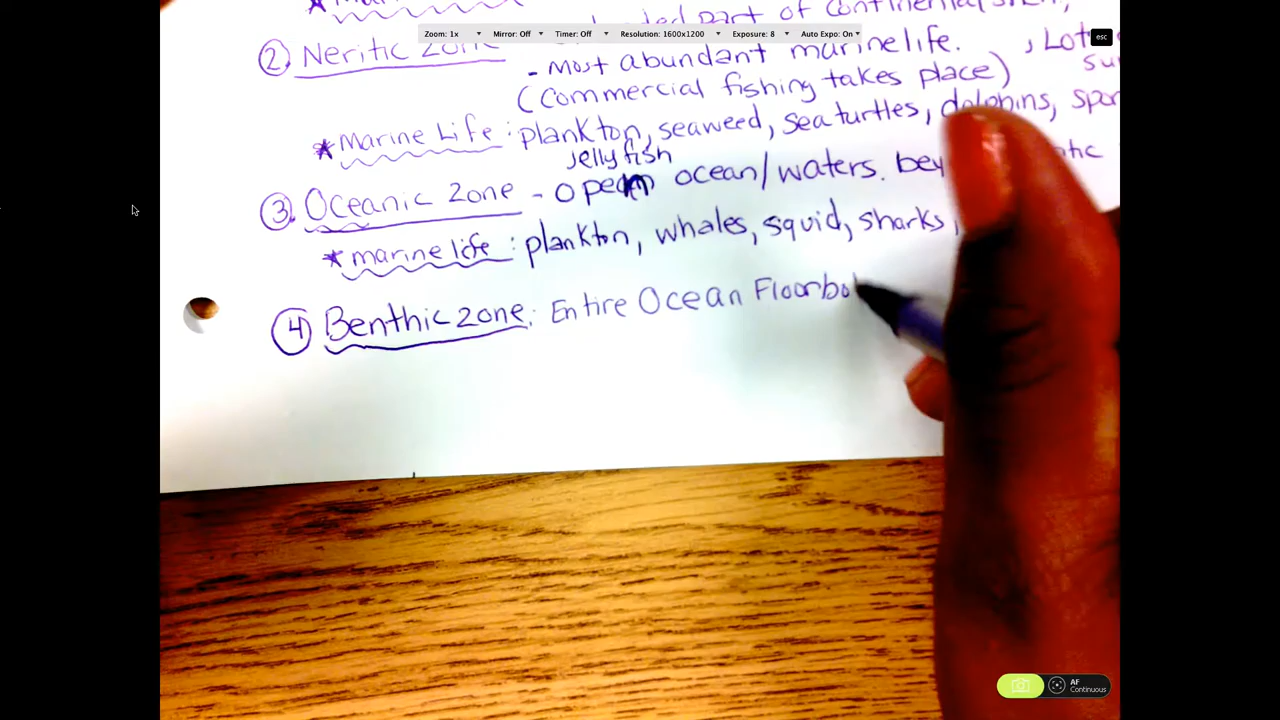 Zoom: 1x Mirror: Off Timer: Off Resolution: 1600x1200 Exposure: 8 Auto Expo: On
esc
part of continental
② Neritic Zone
- most abundant marine life. ,
(Commercial fishing takes place)
* Marine Life: plankton, seaweed, sea turtles, dolphins,
jelly fish
③. Oceanic Zone - open ocean/waters.
* marine life: plankton, whales, squid, sharks,
④ Benthic zone: Entire Ocean Floor
AF
Continuous